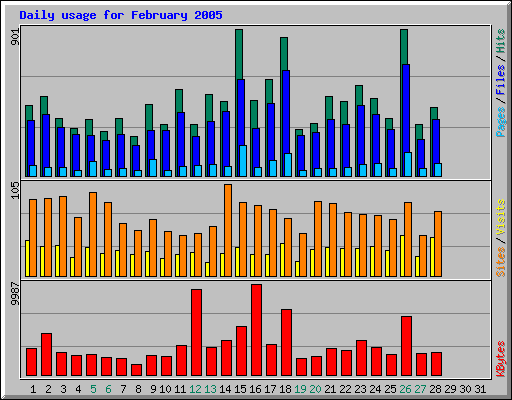 Daily usage for February 2005
901
Pages / Files / Hits
105
Sites / Visits
9987
KBytes
1 2 3 4 5 6 7 8 9 10 11 12 13 14 15 16 17 18 19 20 21 22 23 24 25 26 27 28 29 30 31